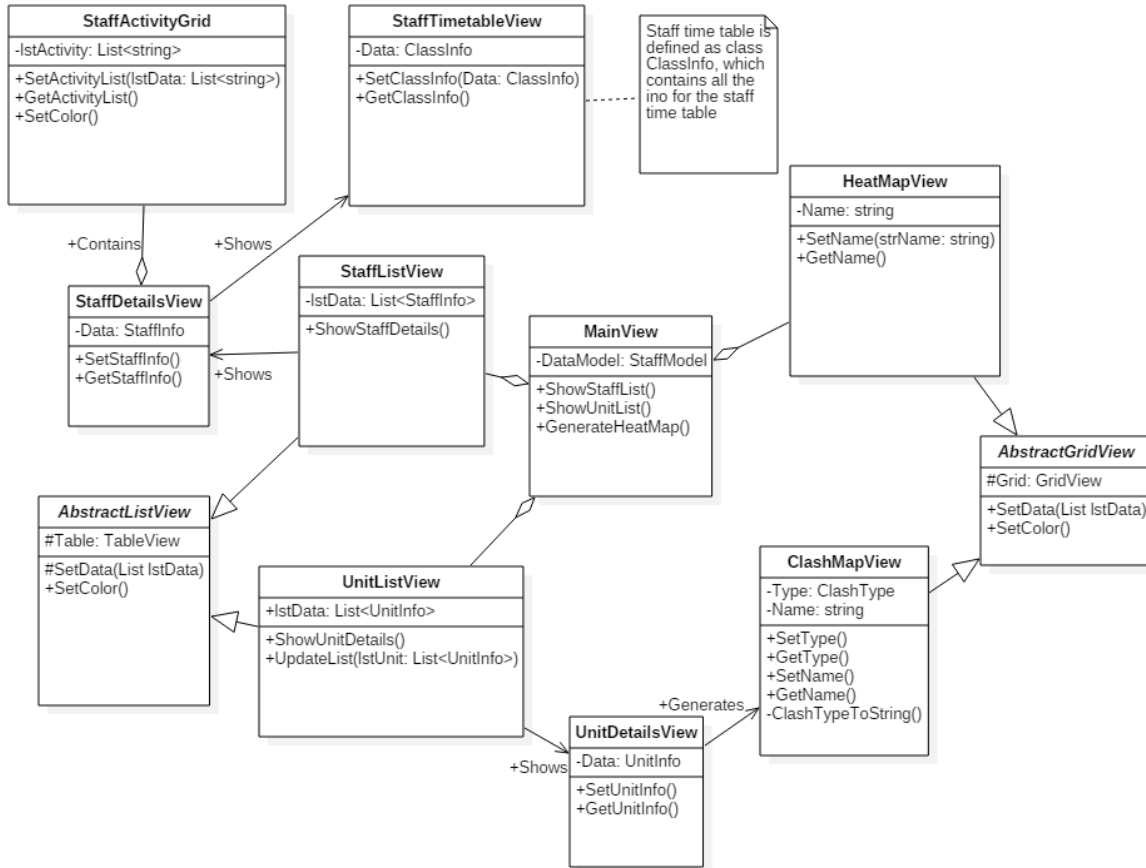 StaffActivityGrid
-lstActivity: List<string>
+SetActivityList(lstData: List<string>)
+GetActivityList()
+SetColor()
StaffTimetableView
-Data: ClassInfo
+SetClassInfo(Data: ClassInfo)
+GetClassInfo()
Staff time table is
defined as class
ClassInfo, which
contains all the
ino for the staff
time table
HeatMapView
-Name: string
+SetName(strName: string)
+GetName()
+Contains
+Shows
StaffDetailsView
-Data: StaffInfo
+SetStaffInfo()
+GetStaffInfo()
StaffListView
-lstData: List<StaffInfo>
+ShowStaffDetails()
+Shows
MainView
-DataModel: StaffModel
+ShowStaffList()
+ShowUnitList()
+GenerateHeatMap()
AbstractGridView
#Grid: GridView
+SetData(List lstData)
+SetColor()
AbstractListView
#Table: TableView
#SetData(List lstData)
+SetColor()
UnitListView
+lstData: List<UnitInfo>
+ShowUnitDetails()
+UpdateList(lstUnit: List<UnitInfo>)
ClashMapView
-Type: ClashType
-Name: string
+SetType()
+GetType()
+SetName()
+GetName()
-ClashTypeToString()
+Generates
+Shows
UnitDetailsView
-Data: UnitInfo
+SetUnitInfo()
+GetUnitInfo()